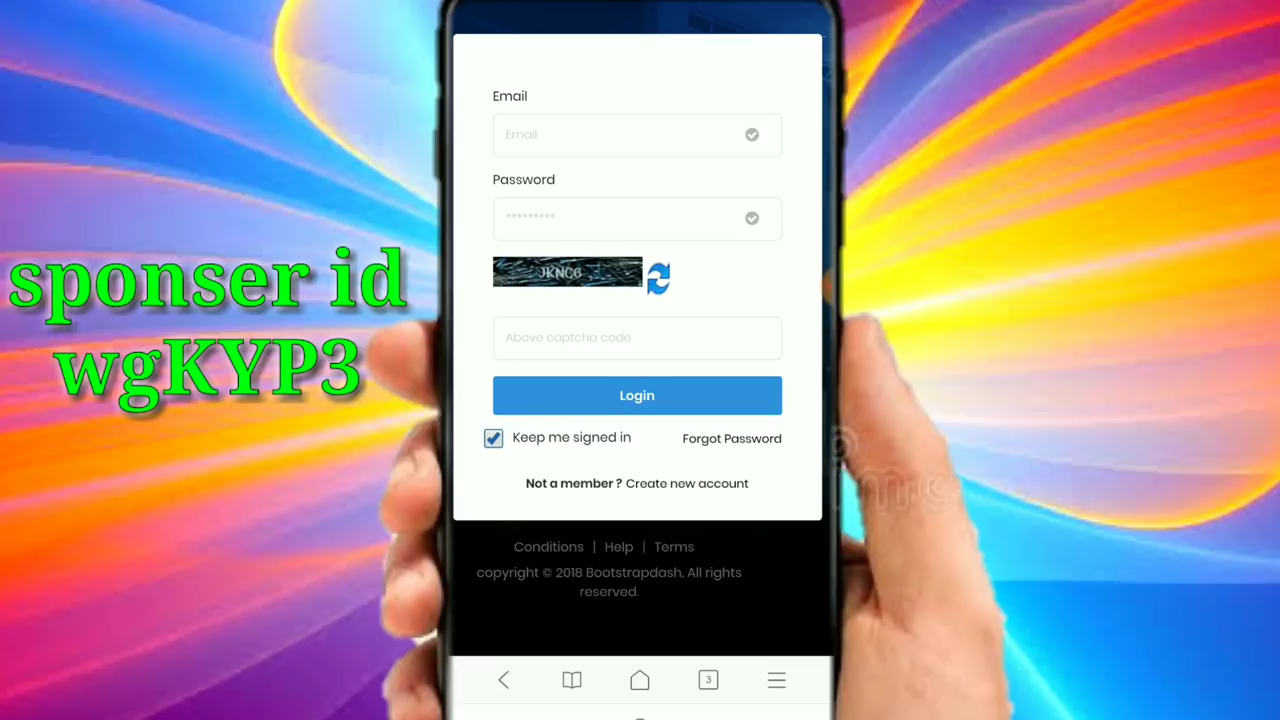 Email
Email
Password
*********
JKNC6
Above captcha code
Login
Keep me signed in
Forgot Password
Not a member ? Create new account
Conditions | Help | Terms
copyright © 2018 Bootstrapdash. All rights
reserved.
3
sponser id
wgKYP3